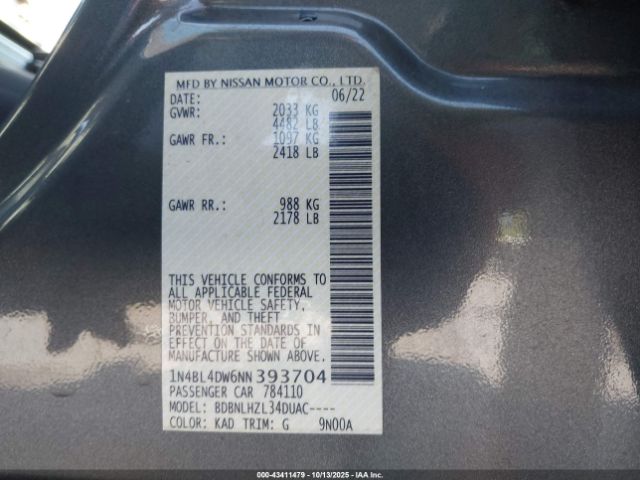 MFD BY NISSAN MOTOR CO., LTD.
DATE: 06/22
GVWR: 2033 KG
4482 LB
GAWR FR.: 1097 KG
2418 LB
GAWR RR.: 988 KG
2178 LB
THIS VEHICLE CONFORMS TO
ALL APPLICABLE FEDERAL
MOTOR VEHICLE SAFETY,
BUMPER, AND THEFT
PREVENTION STANDARDS IN
EFFECT ON THE DATE OF
MANUFACTURE SHOWN ABOVE.
1N4BL4DW6NN393704
PASSENGER CAR 784110
MODEL: BDBNLHZL34DUAC----
COLOR: KAD TRIM: G 9N00A
© - 43411479 - 10/13/2025 - IAA Inc.